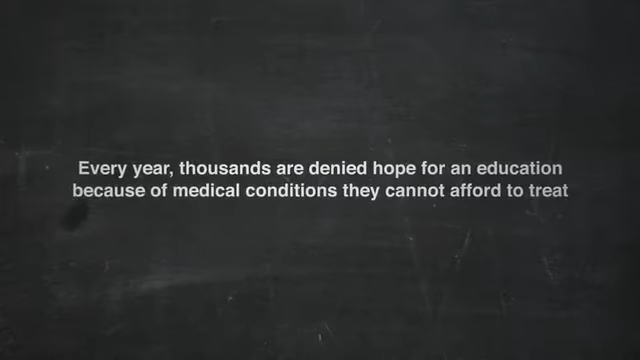 Every year, thousands are denied hope for an education
because of medical conditions they cannot afford to treat